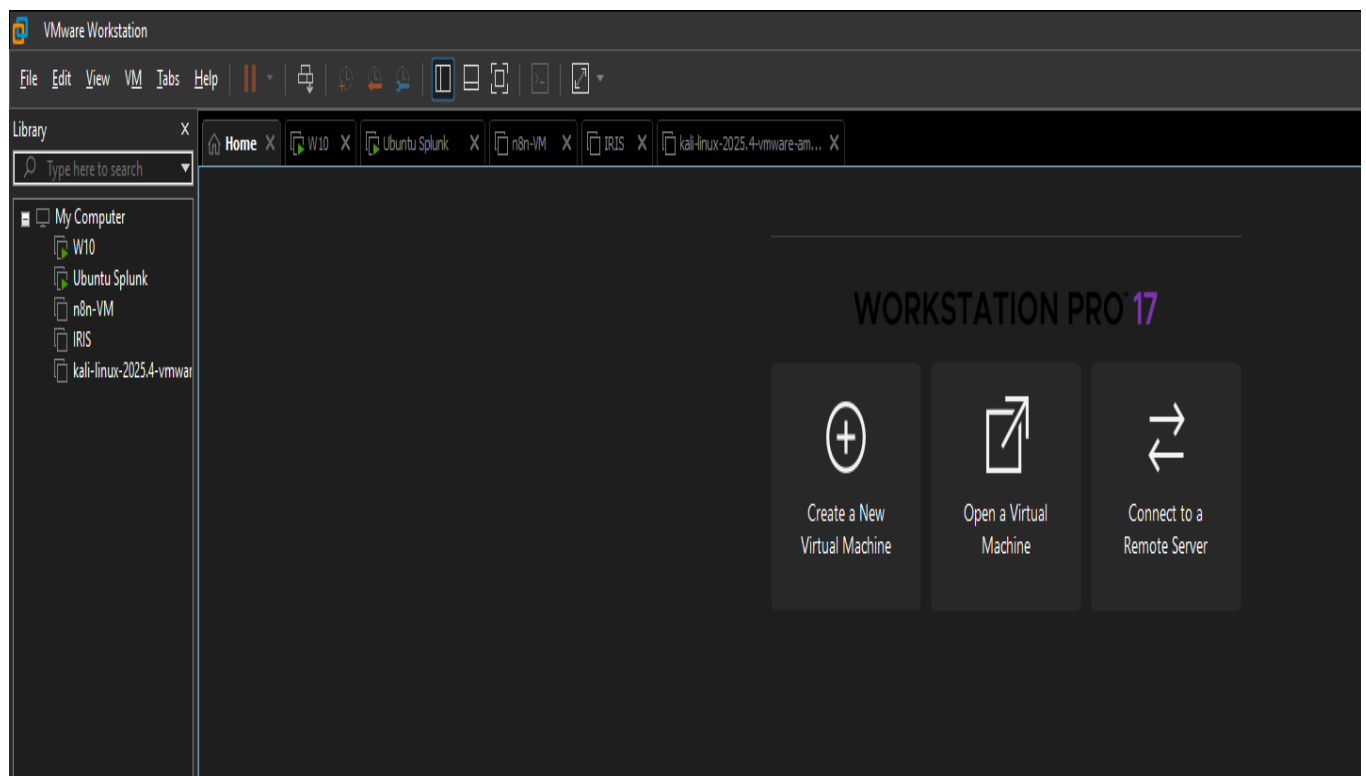 VMware Workstation
File Edit View VM Tabs Help
Library X
Home X W10 X Ubuntu Splunk X n8n-VM X IRIS X kali-linux-2025.4-vmware-am... X
Type here to search
My Computer
W10
Ubuntu Splunk
n8n-VM
IRIS
kali-linux-2025.4-vmwar
WORKSTATION PRO™ 17
Create a New
Virtual Machine
Open a Virtual
Machine
Connect to a
Remote Server